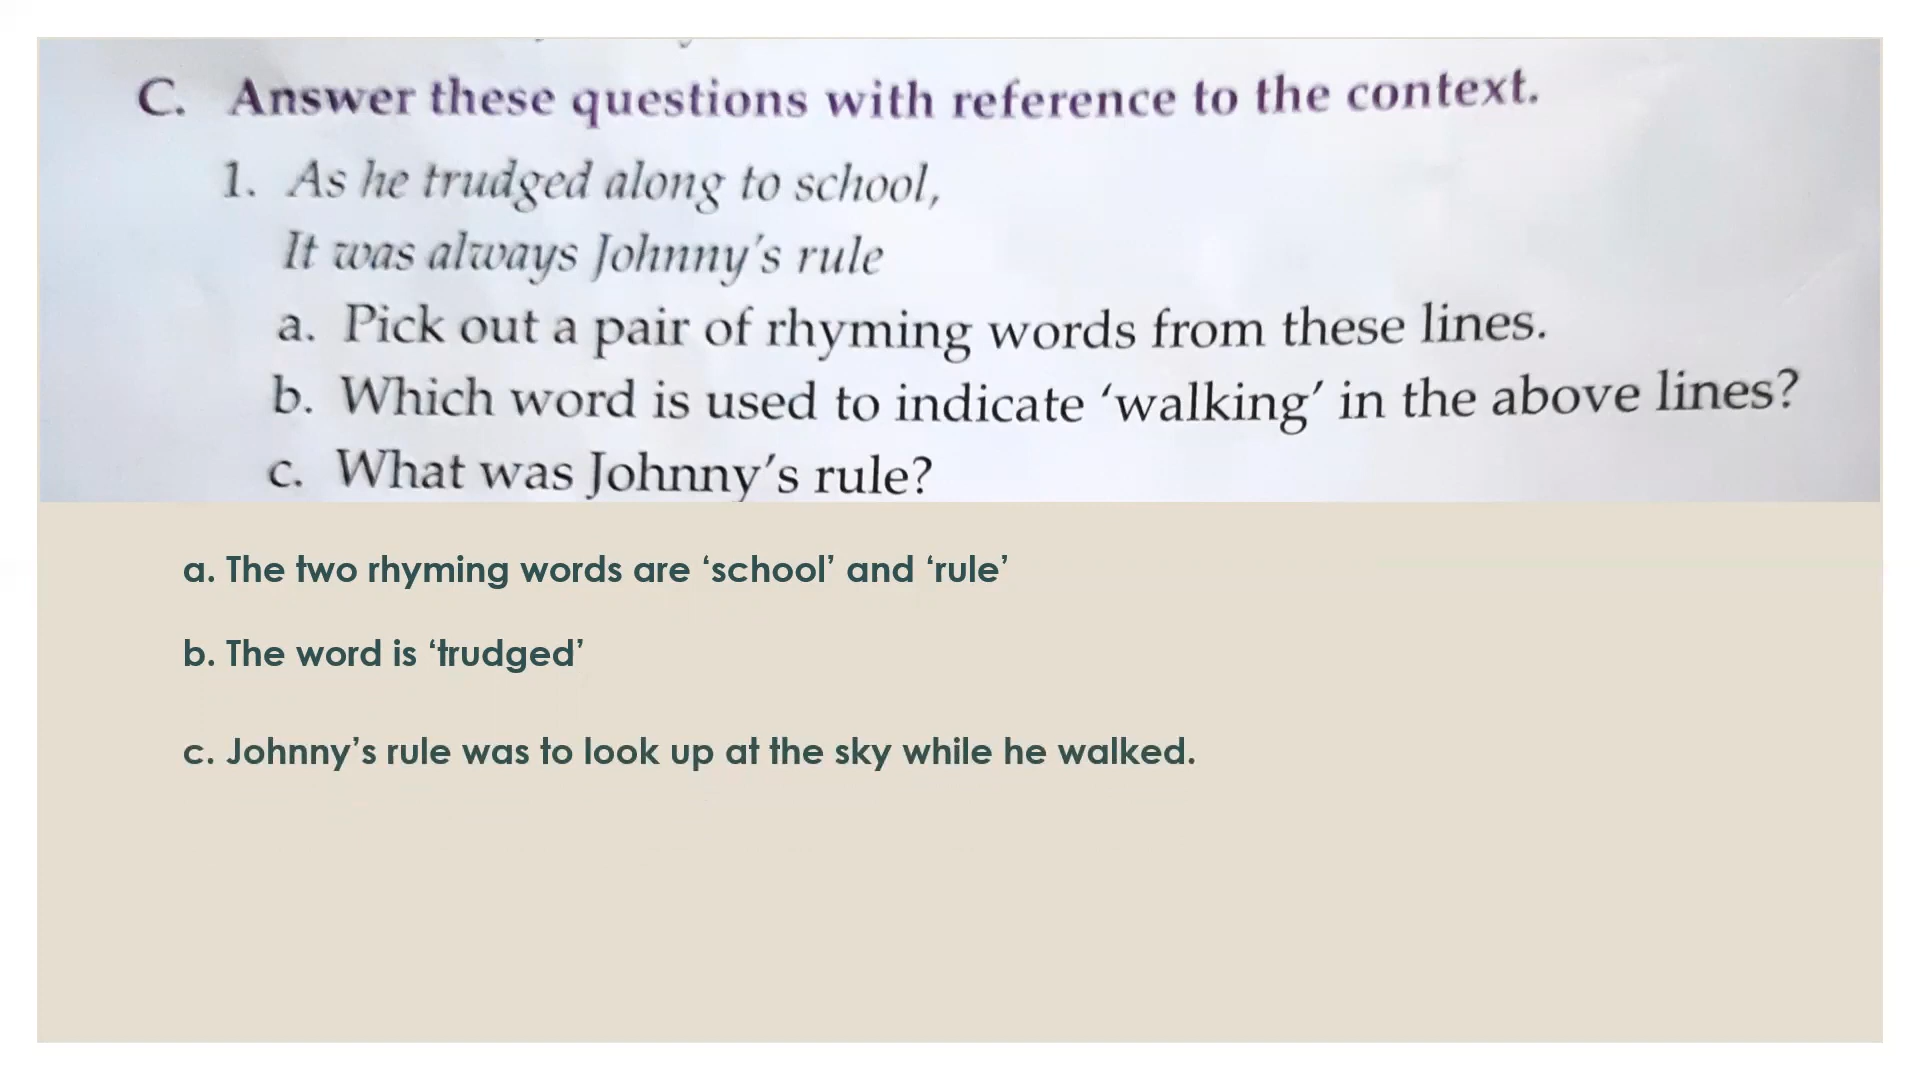 C. Answer these questions with reference to the context.
1. As he trudged along to school,
It was always Johnny's rule
a. Pick out a pair of rhyming words from these lines.
b. Which word is used to indicate ‘walking’ in the above lines?
c. What was Johnny's rule?
a. The two rhyming words are ‘school’ and ‘rule’
b. The word is ‘trudged’
c. Johnny’s rule was to look up at the sky while he walked.